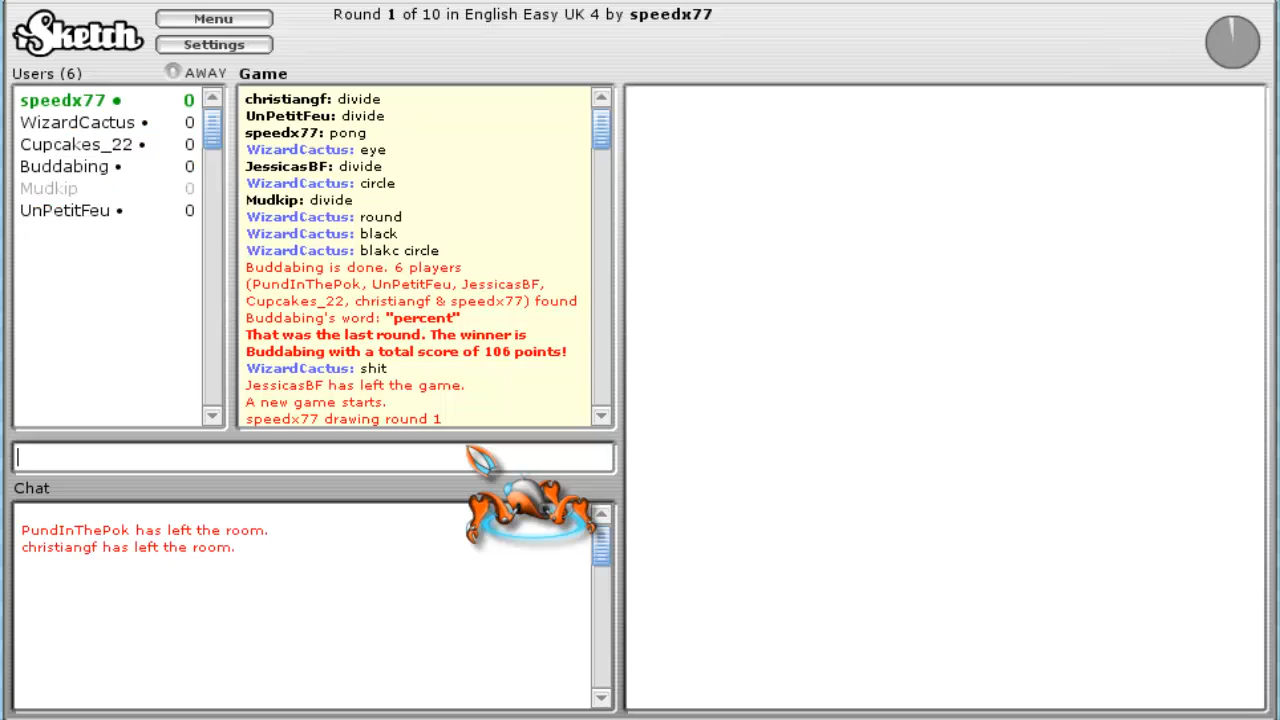 iSketch
Menu
Settings
Round 1 of 10 in English Easy UK 4 by speedx77
Users (6)
AWAY
Game
speedx77 • 0
WizardCactus • 0
Cupcakes_22 • 0
Buddabing • 0
Mudkip 0
UnPetitFeu • 0
christiangf: divide
UnPetitFeu: divide
speedx77: pong
WizardCactus: eye
JessicasBF: divide
WizardCactus: circle
Mudkip: divide
WizardCactus: round
WizardCactus: black
WizardCactus: blakc circle
Buddabing is done. 6 players
(PundInThePok, UnPetitFeu, JessicasBF,
Cupcakes_22, christiangf & speedx77) found
Buddabing's word: "percent"
That was the last round. The winner is
Buddabing with a total score of 106 points!
WizardCactus: shit
JessicasBF has left the game.
A new game starts.
speedx77 drawing round 1
Chat
PundInThePok has left the room.
christiangf has left the room.